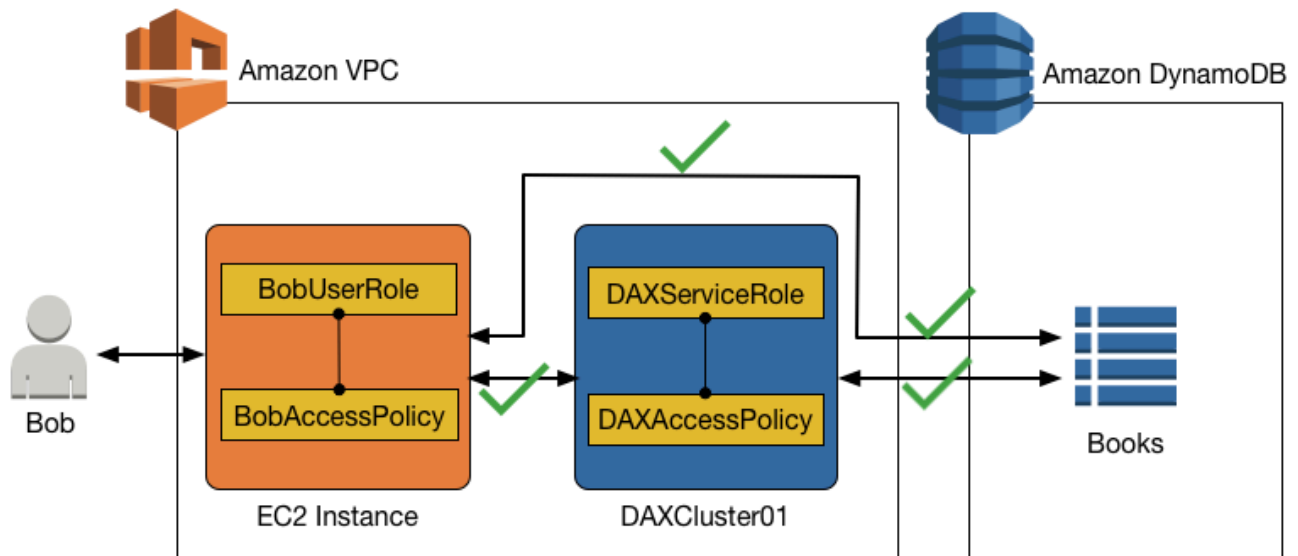 Amazon VPC
Amazon DynamoDB
BobUserRole
DAXServiceRole
BobAccessPolicy
DAXAccessPolicy
Bob
Books
EC2 Instance
DAXCluster01